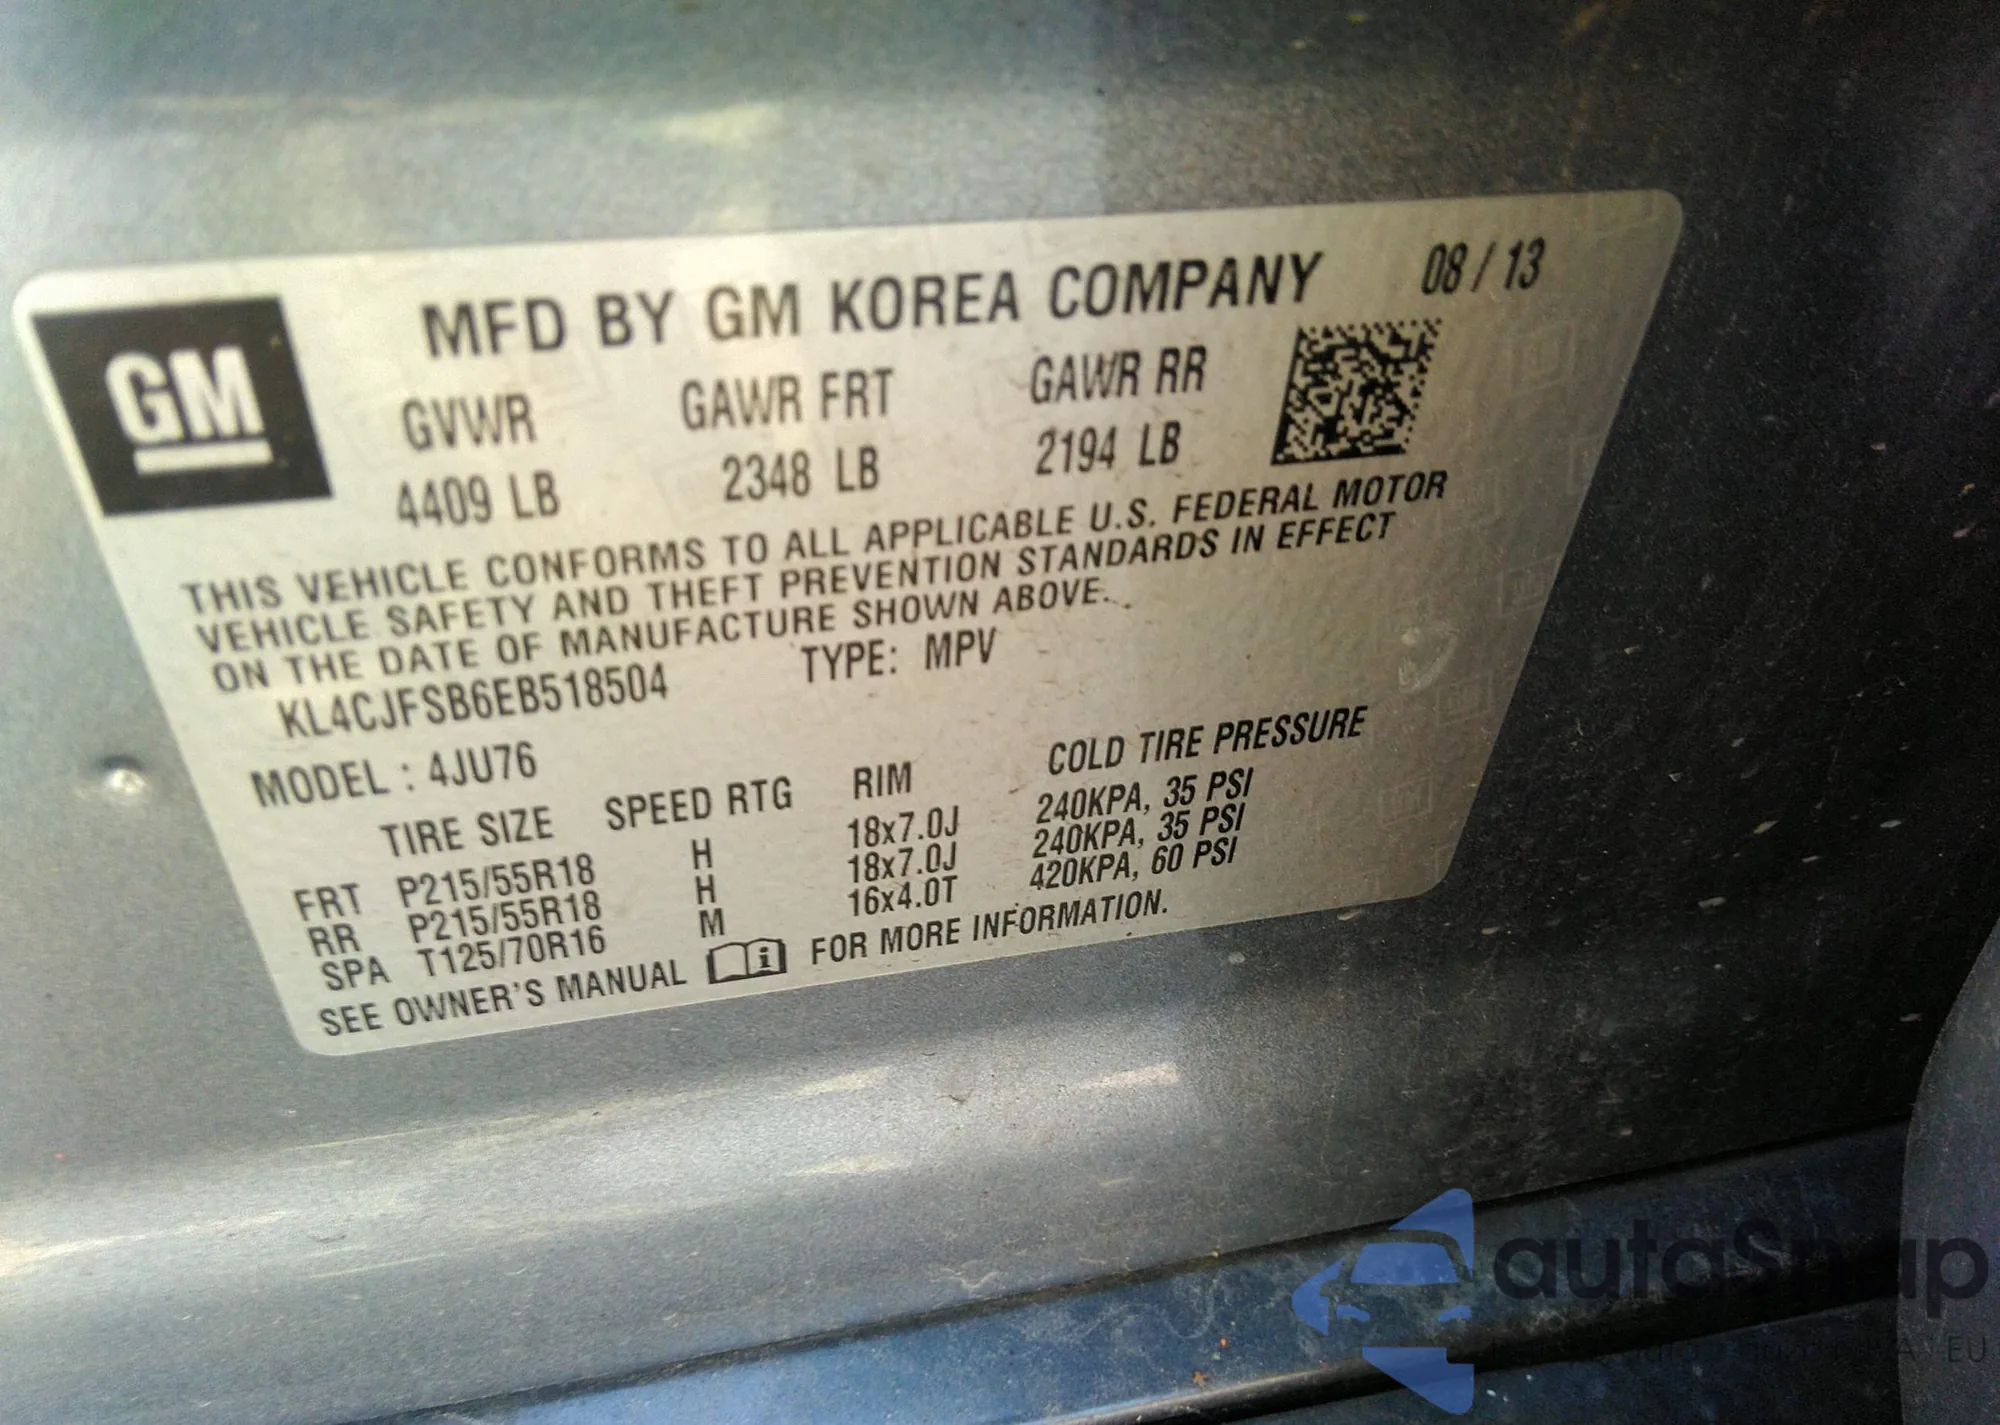 MFD BY GM KOREA COMPANY 08 / 13
GM
GVWR GAWR FRT GAWR RR
4409 LB 2348 LB 2194 LB
THIS VEHICLE CONFORMS TO ALL APPLICABLE U.S. FEDERAL MOTOR
VEHICLE SAFETY AND THEFT PREVENTION STANDARDS IN EFFECT
ON THE DATE OF MANUFACTURE SHOWN ABOVE.
KL4CJFSB6EB518504 TYPE: MPV
MODEL : 4JU76
TIRE SIZE SPEED RTG RIM COLD TIRE PRESSURE
FRT P215/55R18 H 18x7.0J 240KPA, 35 PSI
RR P215/55R18 H 18x7.0J 240KPA, 35 PSI
SPA T125/70R16 M 16x4.0T 420KPA, 60 PSI
SEE OWNER'S MANUAL i FOR MORE INFORMATION.
autoSnap
EU